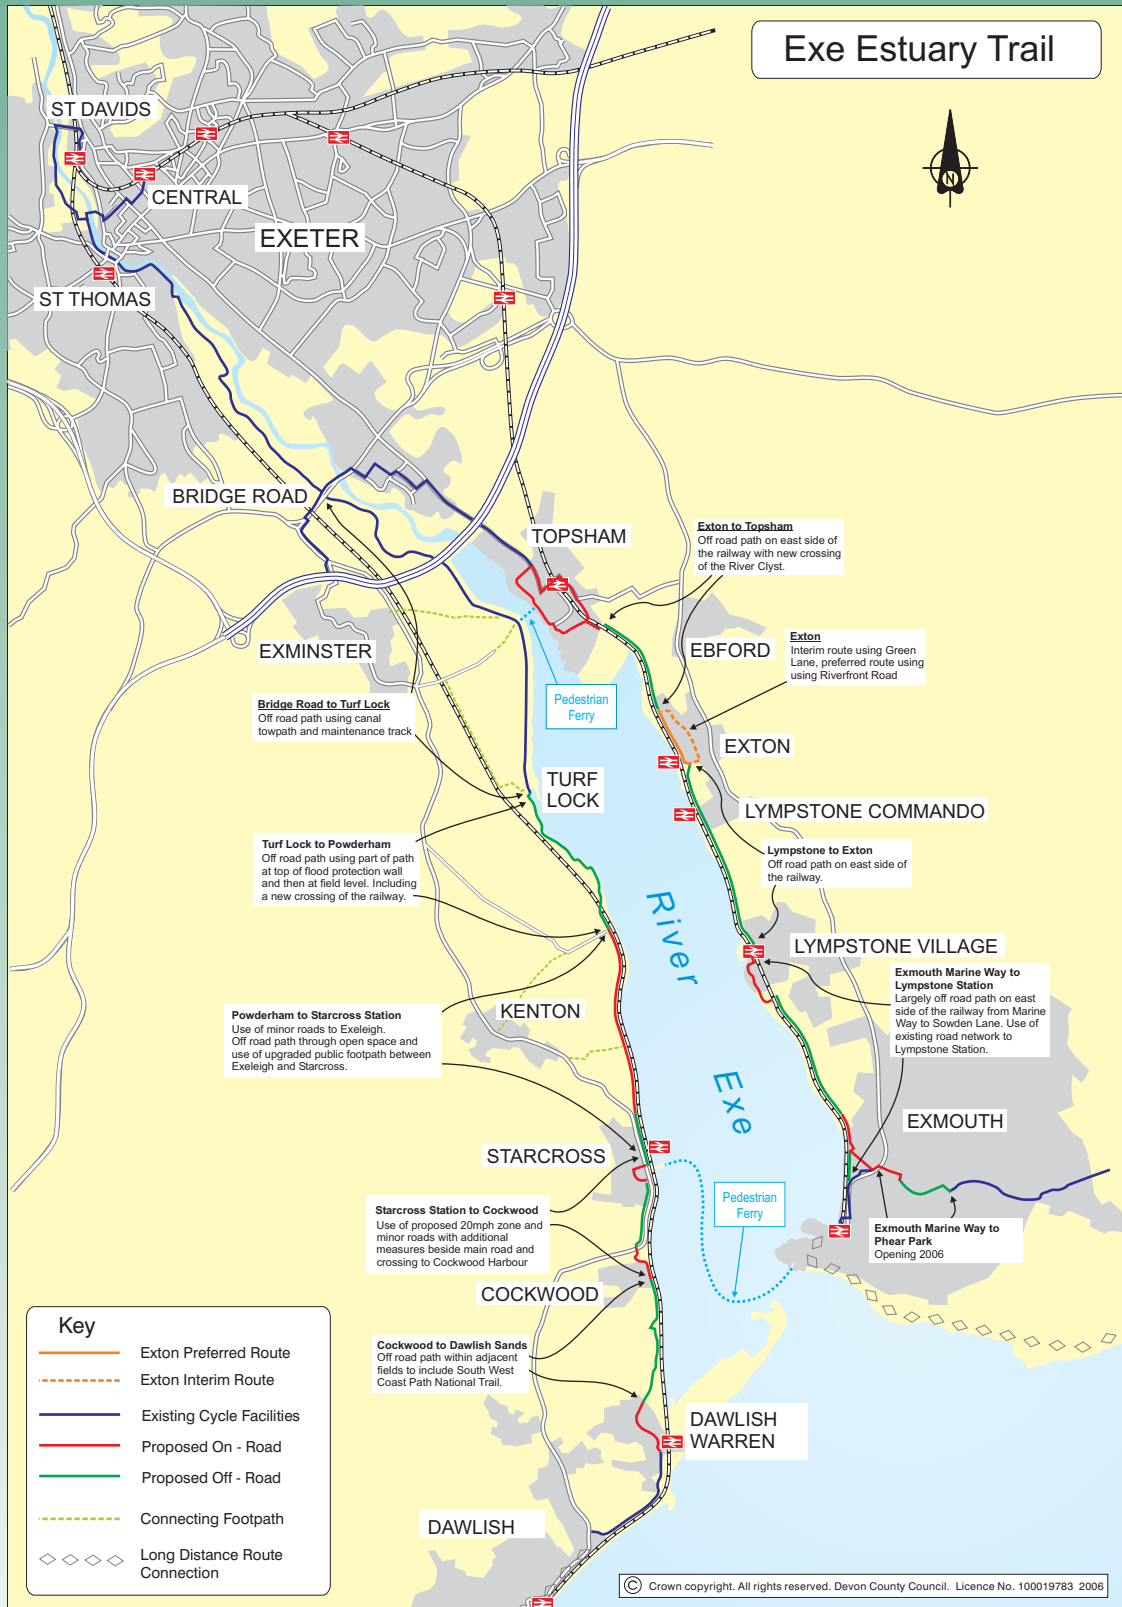 Exe Estuary Trail
N
ST DAVIDS
CENTRAL
EXETER
ST THOMAS
BRIDGE ROAD
TOPSHAM
Exton to Topsham
Off road path on east side of
the railway with new crossing
of the River Clyst.
EBFORD
Exton
Interim route using Green
Lane, preferred route using
using Riverfront Road
EXMINSTER
Bridge Road to Turf Lock
Off road path using canal
towpath and maintenance track
Pedestrian
Ferry
EXTON
TURF
LOCK
LYMPSTONE COMMANDO
Turf Lock to Powderham
Off road path using part of path
at top of flood protection wall
and then at field level. Including
a new crossing of the railway.
Lympstone to Exton
Off road path on east side of
the railway.
River
Exe
LYMPSTONE VILLAGE
Exmouth Marine Way to
Lympstone Station
Largely off road path on east
side of the railway from Marine
Way to Sowden Lane. Use of
existing road network to
Lympstone Station.
KENTON
Powderham to Starcross Station
Use of minor roads to Exeleigh.
Off road path through open space and
use of upgraded public footpath between
Exeleigh and Starcross.
EXMOUTH
STARCROSS
Pedestrian
Ferry
Starcross Station to Cockwood
Use of proposed 20mph zone and
minor roads with additional
measures beside main road and
crossing to Cockwood Harbour
Exmouth Marine Way to
Phear Park
Opening 2006
COCKWOOD
Cockwood to Dawlish Sands
Off road path within adjacent
fields to include South West
Coast Path National Trail.
DAWLISH
WARREN
DAWLISH
Key
Exton Preferred Route
Exton Interim Route
Existing Cycle Facilities
Proposed On - Road
Proposed Off - Road
Connecting Footpath
Long Distance Route
Connection
© Crown copyright. All rights reserved. Devon County Council. Licence No. 100019783 2006